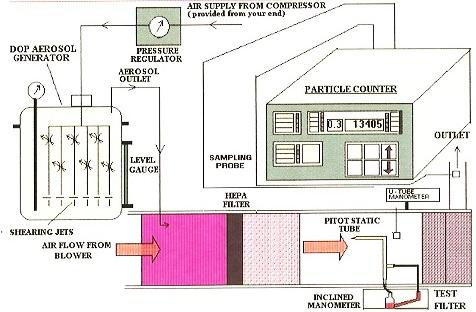 AIR SUPPLY FROM COMPRESSOR
( provided from your end)
DOP AEROSOL
GENERATOR
PRESSURE
REGULATOR
AEROSOL
OUTLET
PARTICLE COUNTER
0.3 13405
OUTLET
LEVEL
GAUGE
SAMPLING
PROBE
U-TUBE
MANOMETER
HEPA
FILTER
SHEARING JETS
AIR FLOW FROM
BLOWER
PITOT STATIC
TUBE
INCLINED
MANOMETER
TEST
FILTER